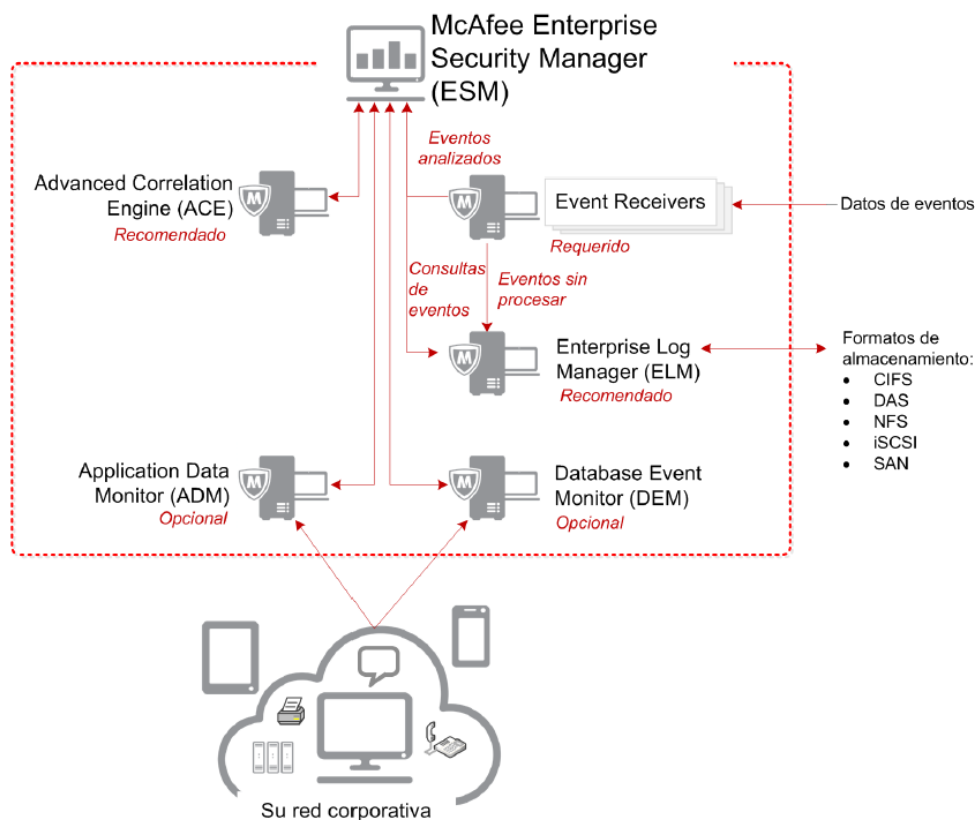 McAfee Enterprise
Security Manager
(ESM)
Eventos
analizados
Advanced Correlation
Engine (ACE)
Recomendado
M
M
Event Receivers
Requerido
Datos de eventos
Consultas
de
eventos
Eventos sin
procesar
M
Enterprise Log
Manager (ELM)
Recomendado
Formatos de
almacenamiento:
• CIFS
• DAS
• NFS
• iSCSI
• SAN
Application Data
Monitor (ADM)
Opcional
M
M
Database Event
Monitor (DEM)
Opcional
Su red corporativa